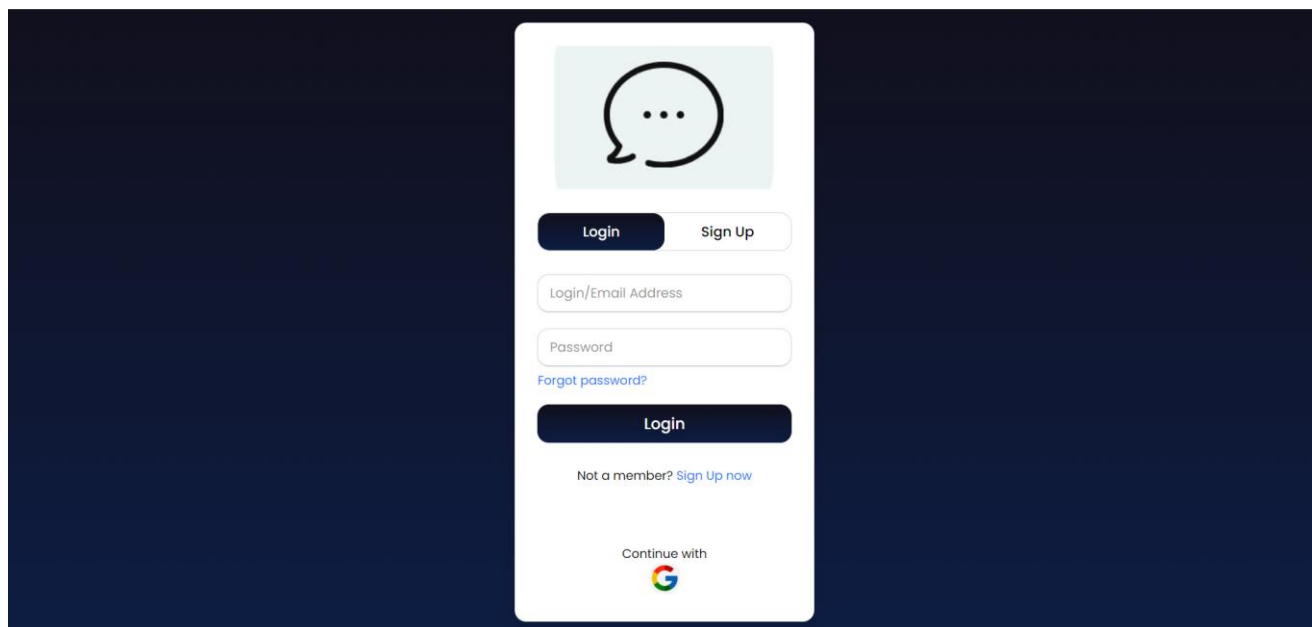 Login Sign Up
Login/Email Address
Password
Forgot password?
Login
Not a member? Sign Up now
Continue with